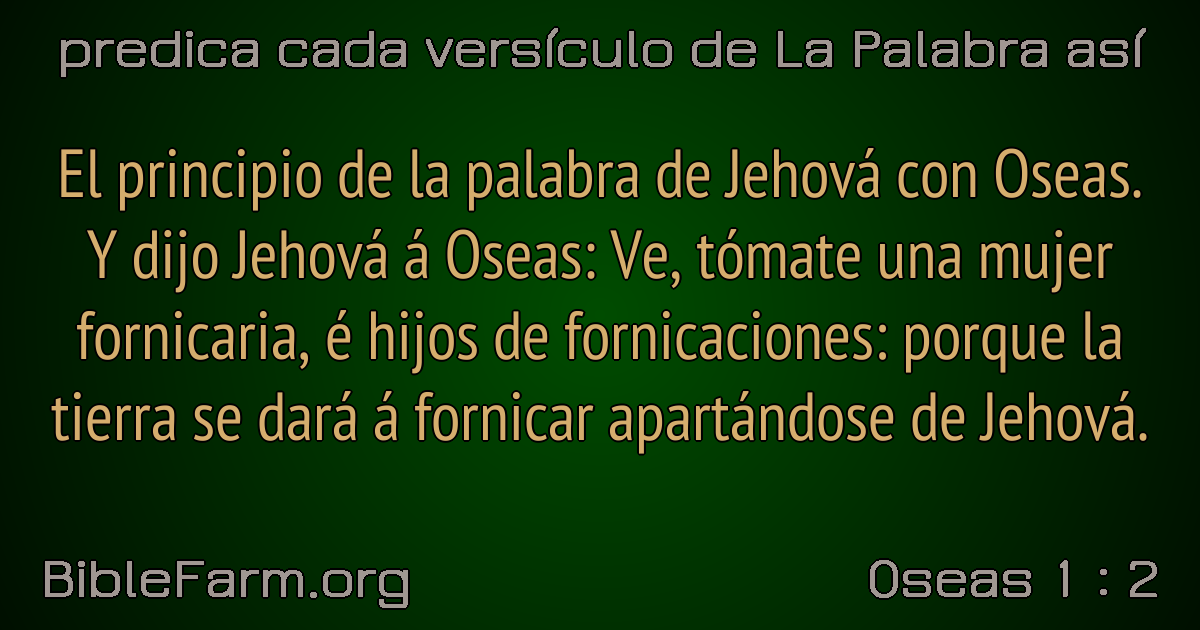 predica cada versículo de La Palabra así
El principio de la palabra de Jehová con Oseas.
Y dijo Jehová á Oseas: Ve, tómate una mujer
fornicaria, é hijos de fornicaciones: porque la
tierra se dará á fornicar apartándose de Jehová.
BibleFarm.org
Oseas 1 : 2